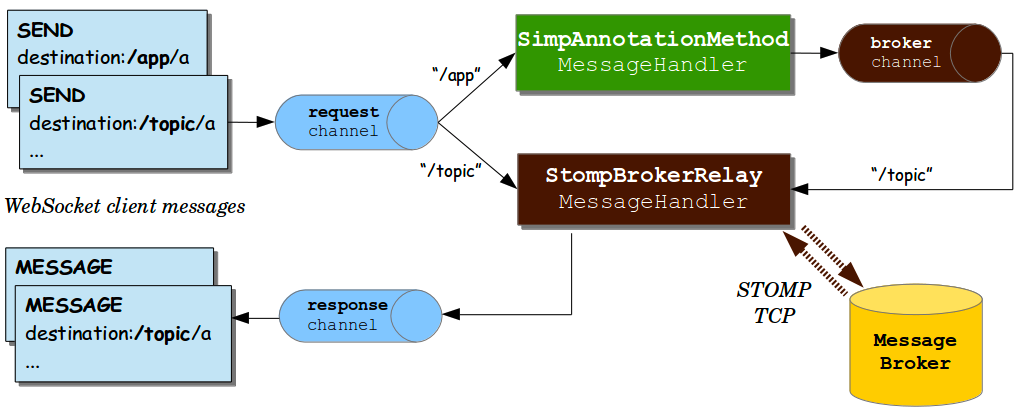 SEND
destination:/app/a
SEND
destination:/topic/a
...
WebSocket client messages
request
channel
“/app”
“/topic”
SimpAnnotationMethod
MessageHandler
broker
channel
StompBrokerRelay
MessageHandler
“/topic”
STOMP
TCP
Message
Broker
response
channel
MESSAGE
MESSAGE
destination:/topic/a
...